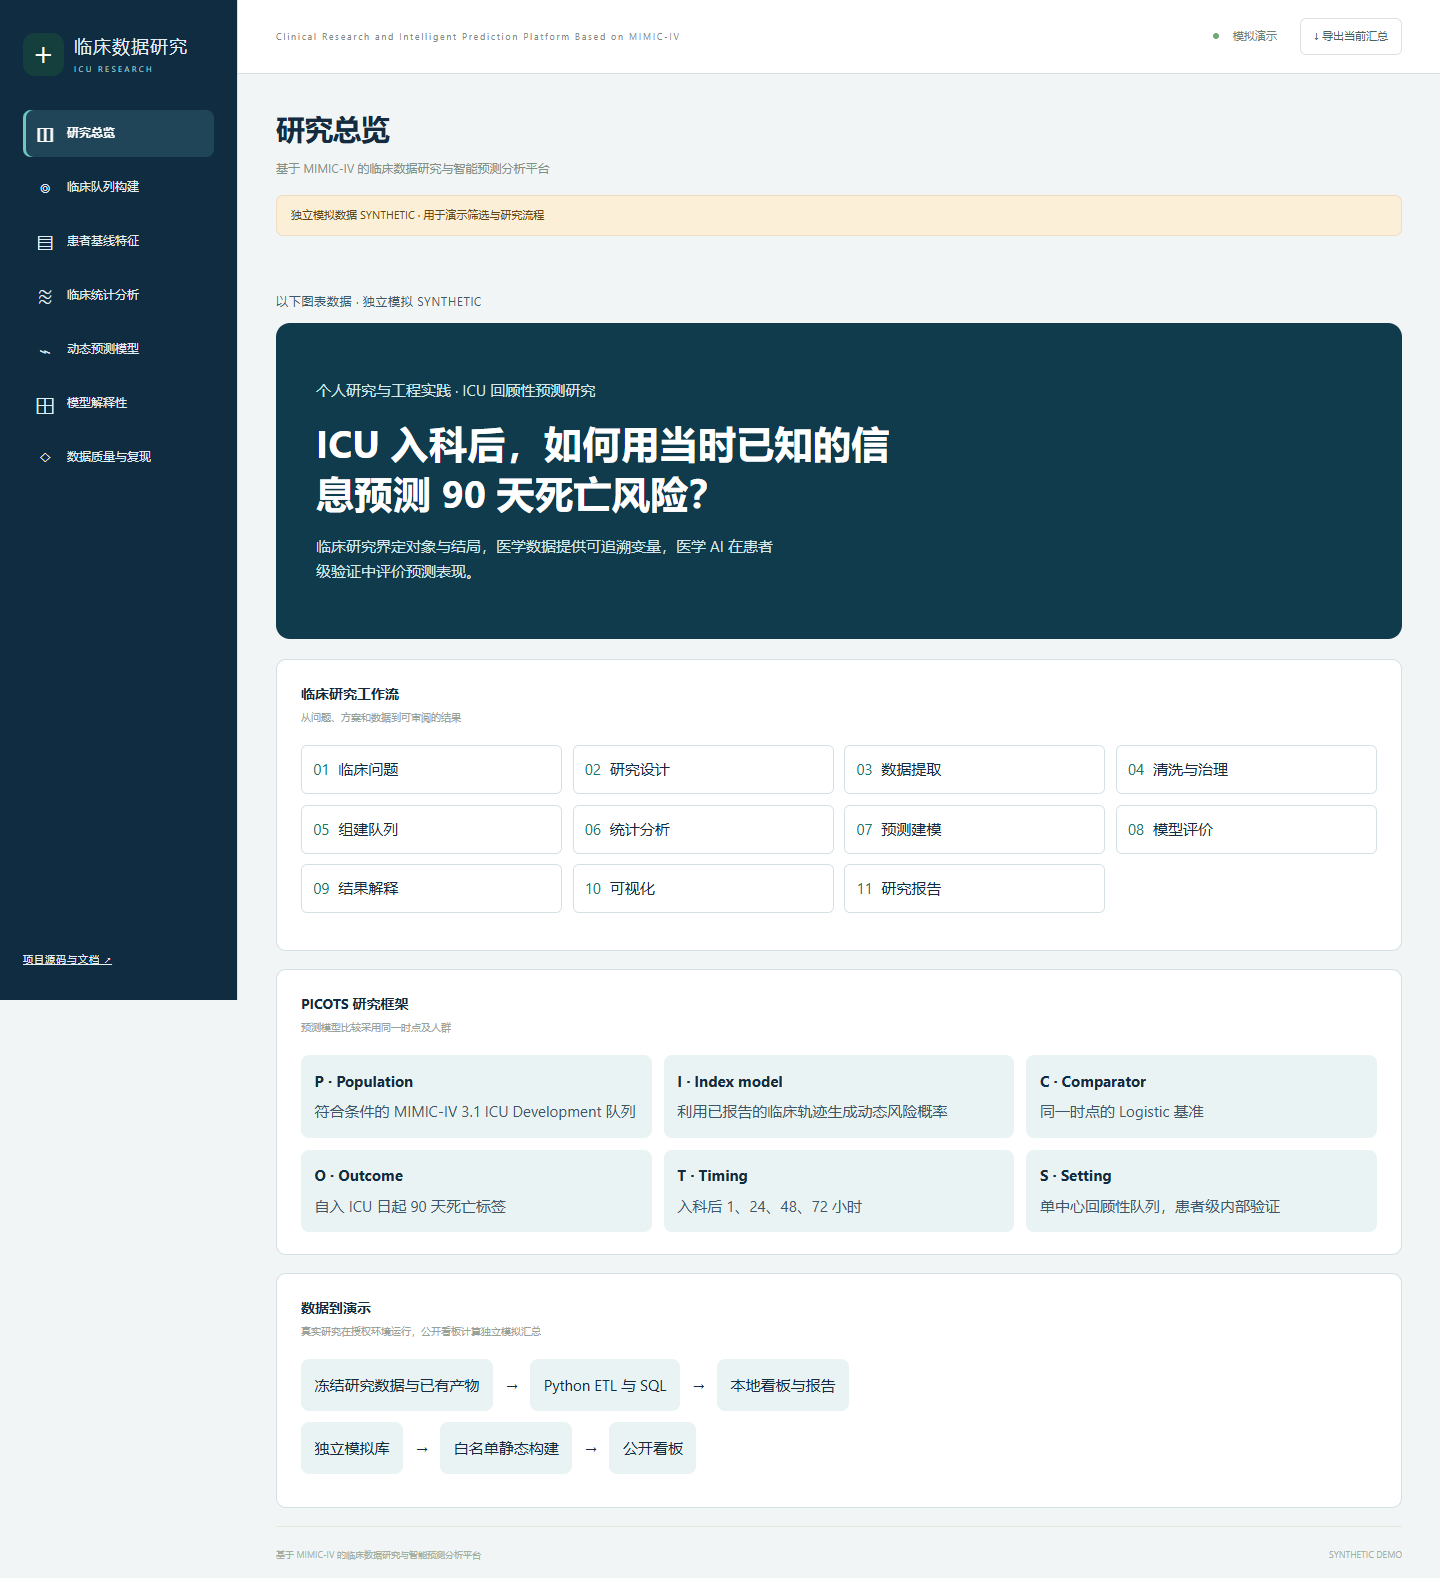 临床数据研究
ICU RESEARCH
研究总览
临床队列构建
患者基线特征
临床统计分析
动态预测模型
模型解释性
数据质量与复现
项目源码与文档 ↗
Clinical Research and Intelligent Prediction Platform Based on MIMIC-IV
模拟演示
↓ 导出当前汇总
研究总览
基于 MIMIC-IV 的临床数据研究与智能预测分析平台
独立模拟数据 SYNTHETIC · 用于演示筛选与研究流程
以下图表数据 · 独立模拟 SYNTHETIC
个人研究与工程实践 · ICU 回顾性预测研究
ICU 入科后，如何用当时已知的信
息预测 90 天死亡风险？
临床研究界定对象与结局，医学数据提供可追溯变量，医学 AI 在患者
级验证中评价预测表现。
临床研究工作流
从问题、方案和数据到可审阅的结果
01 临床问题
02 研究设计
03 数据提取
04 清洗与治理
05 组建队列
06 统计分析
07 预测建模
08 模型评价
09 结果解释
10 可视化
11 研究报告
PICOTS 研究框架
预测模型比较采用同一时点及人群
P · Population
符合条件的 MIMIC-IV 3.1 ICU Development 队列
I · Index model
利用已报告的临床轨迹生成动态风险概率
C · Comparator
同一时点的 Logistic 基准
O · Outcome
自入 ICU 日起 90 天死亡标签
T · Timing
入科后 1、24、48、72 小时
S · Setting
单中心回顾性队列，患者级内部验证
数据到演示
真实研究在授权环境运行，公开看板计算独立模拟汇总
冻结研究数据与已有产物 → Python ETL 与 SQL → 本地看板与报告
独立模拟库 → 白名单静态构建 → 公开看板
基于 MIMIC-IV 的临床数据研究与智能预测分析平台
SYNTHETIC DEMO